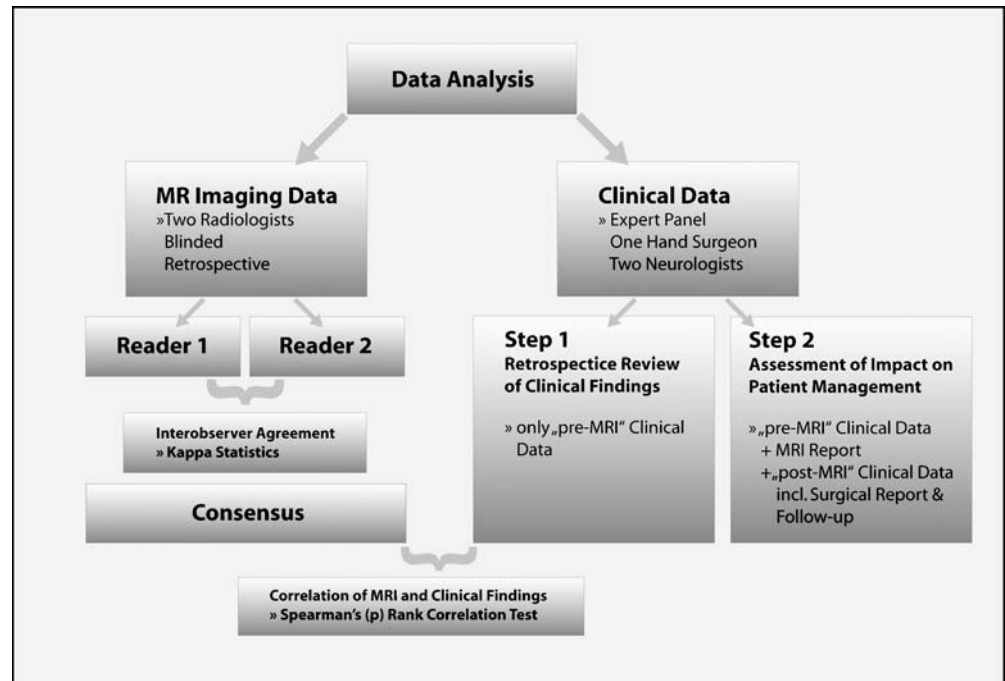 Data Analysis
MR Imaging Data
»Two Radiologists
Blinded
Retrospective
Clinical Data
» Expert Panel
One Hand Surgeon
Two Neurologists
Reader 1
Reader 2
Interobserver Agreement
» Kappa Statistics
Consensus
Step 1
Retrospectice Review
of Clinical Findings
» only „pre-MRI“ Clinical
Data
Step 2
Assessment of Impact on
Patient Management
»„pre-MRI“ Clinical Data
+ MRI Report
+„post-MRI“ Clinical Data
incl. Surgical Report &
Follow-up
Correlation of MRI and Clinical Findings
» Spearman's (p) Rank Correlation Test